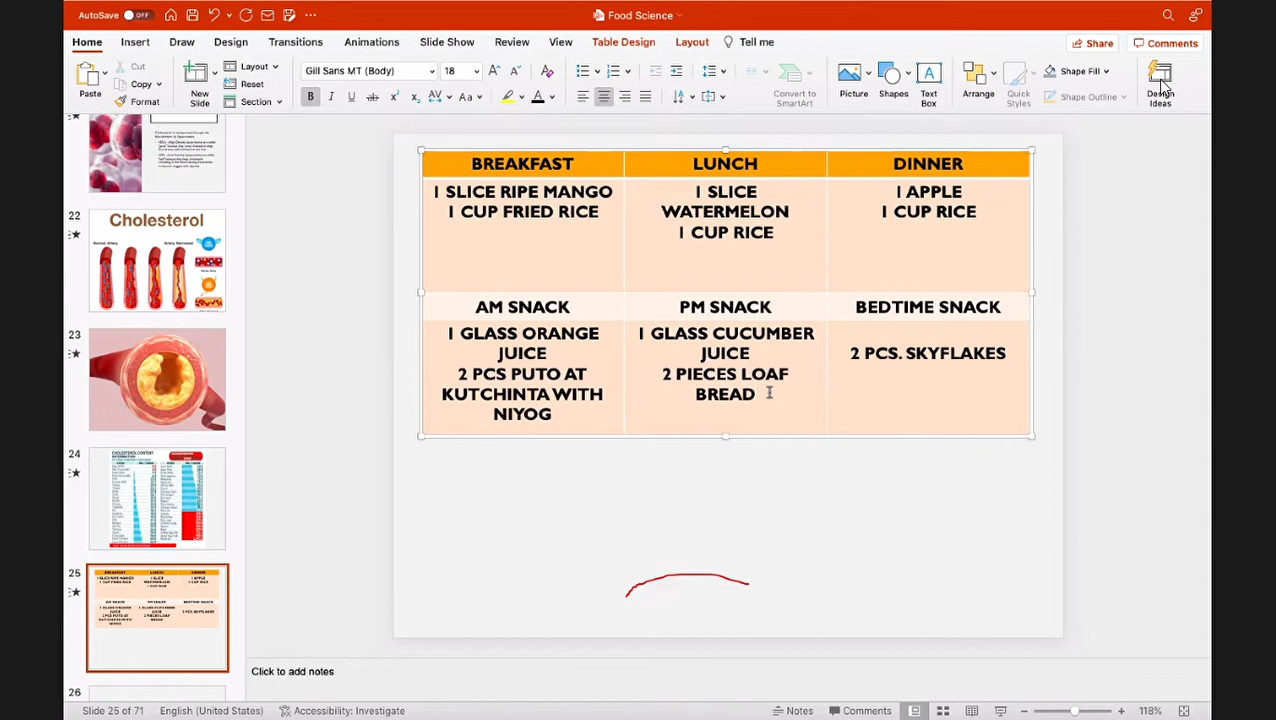 AutoSave OFF
Food Science
Home Insert Draw Design Transitions Animations Slide Show Review View Table Design Layout Tell me
Share Comments
Paste
Cut
Copy
Format
New Slide
Layout
Reset
Section
Gill Sans MT (Body) 18
Convert to SmartArt
Picture
Shapes
Text Box
Arrange
Quick Styles
Shape Fill
Shape Outline
Design Ideas
22
Cholesterol
23
24
25
26
BREAKFAST LUNCH DINNER
1 SLICE RIPE MANGO
1 CUP FRIED RICE
1 SLICE
WATERMELON
1 CUP RICE
1 APPLE
1 CUP RICE
AM SNACK PM SNACK BEDTIME SNACK
1 GLASS ORANGE
JUICE
2 PCS PUTO AT
KUTCHINTA WITH
NIYOG
1 GLASS CUCUMBER
JUICE
2 PIECES LOAF
BREAD
2 PCS. SKYFLAKES
Click to add notes
Slide 25 of 71 English (United States) Accessibility: Investigate
Notes Comments 118%